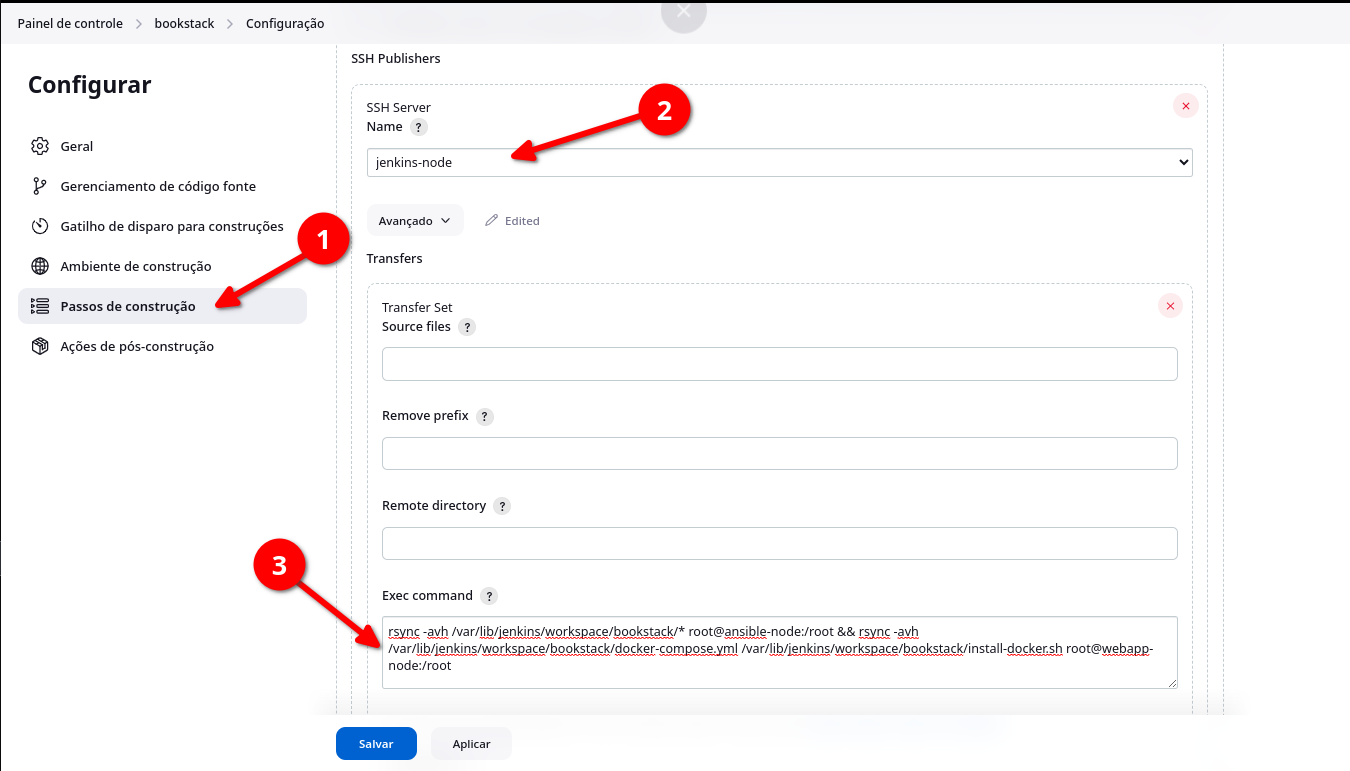 Painel de controle > bookstack > Configuração
Configurar
Geral
Gerenciamento de código fonte
Gatilho de disparo para construções
Ambiente de construção
Passos de construção
Ações de pós-construção
1
2
3
SSH Publishers
SSH Server
Name ?
jenkins-node
Avançado
Edited
Transfers
Transfer Set
Source files ?
Remove prefix ?
Remote directory ?
Exec command ?
rsync -avh /var/lib/jenkins/workspace/bookstack/* root@ansible-node:/root && rsync -avh
/var/lib/jenkins/workspace/bookstack/docker-compose.yml /var/lib/jenkins/workspace/bookstack/install-docker.sh root@webapp-
node:/root
Salvar
Aplicar